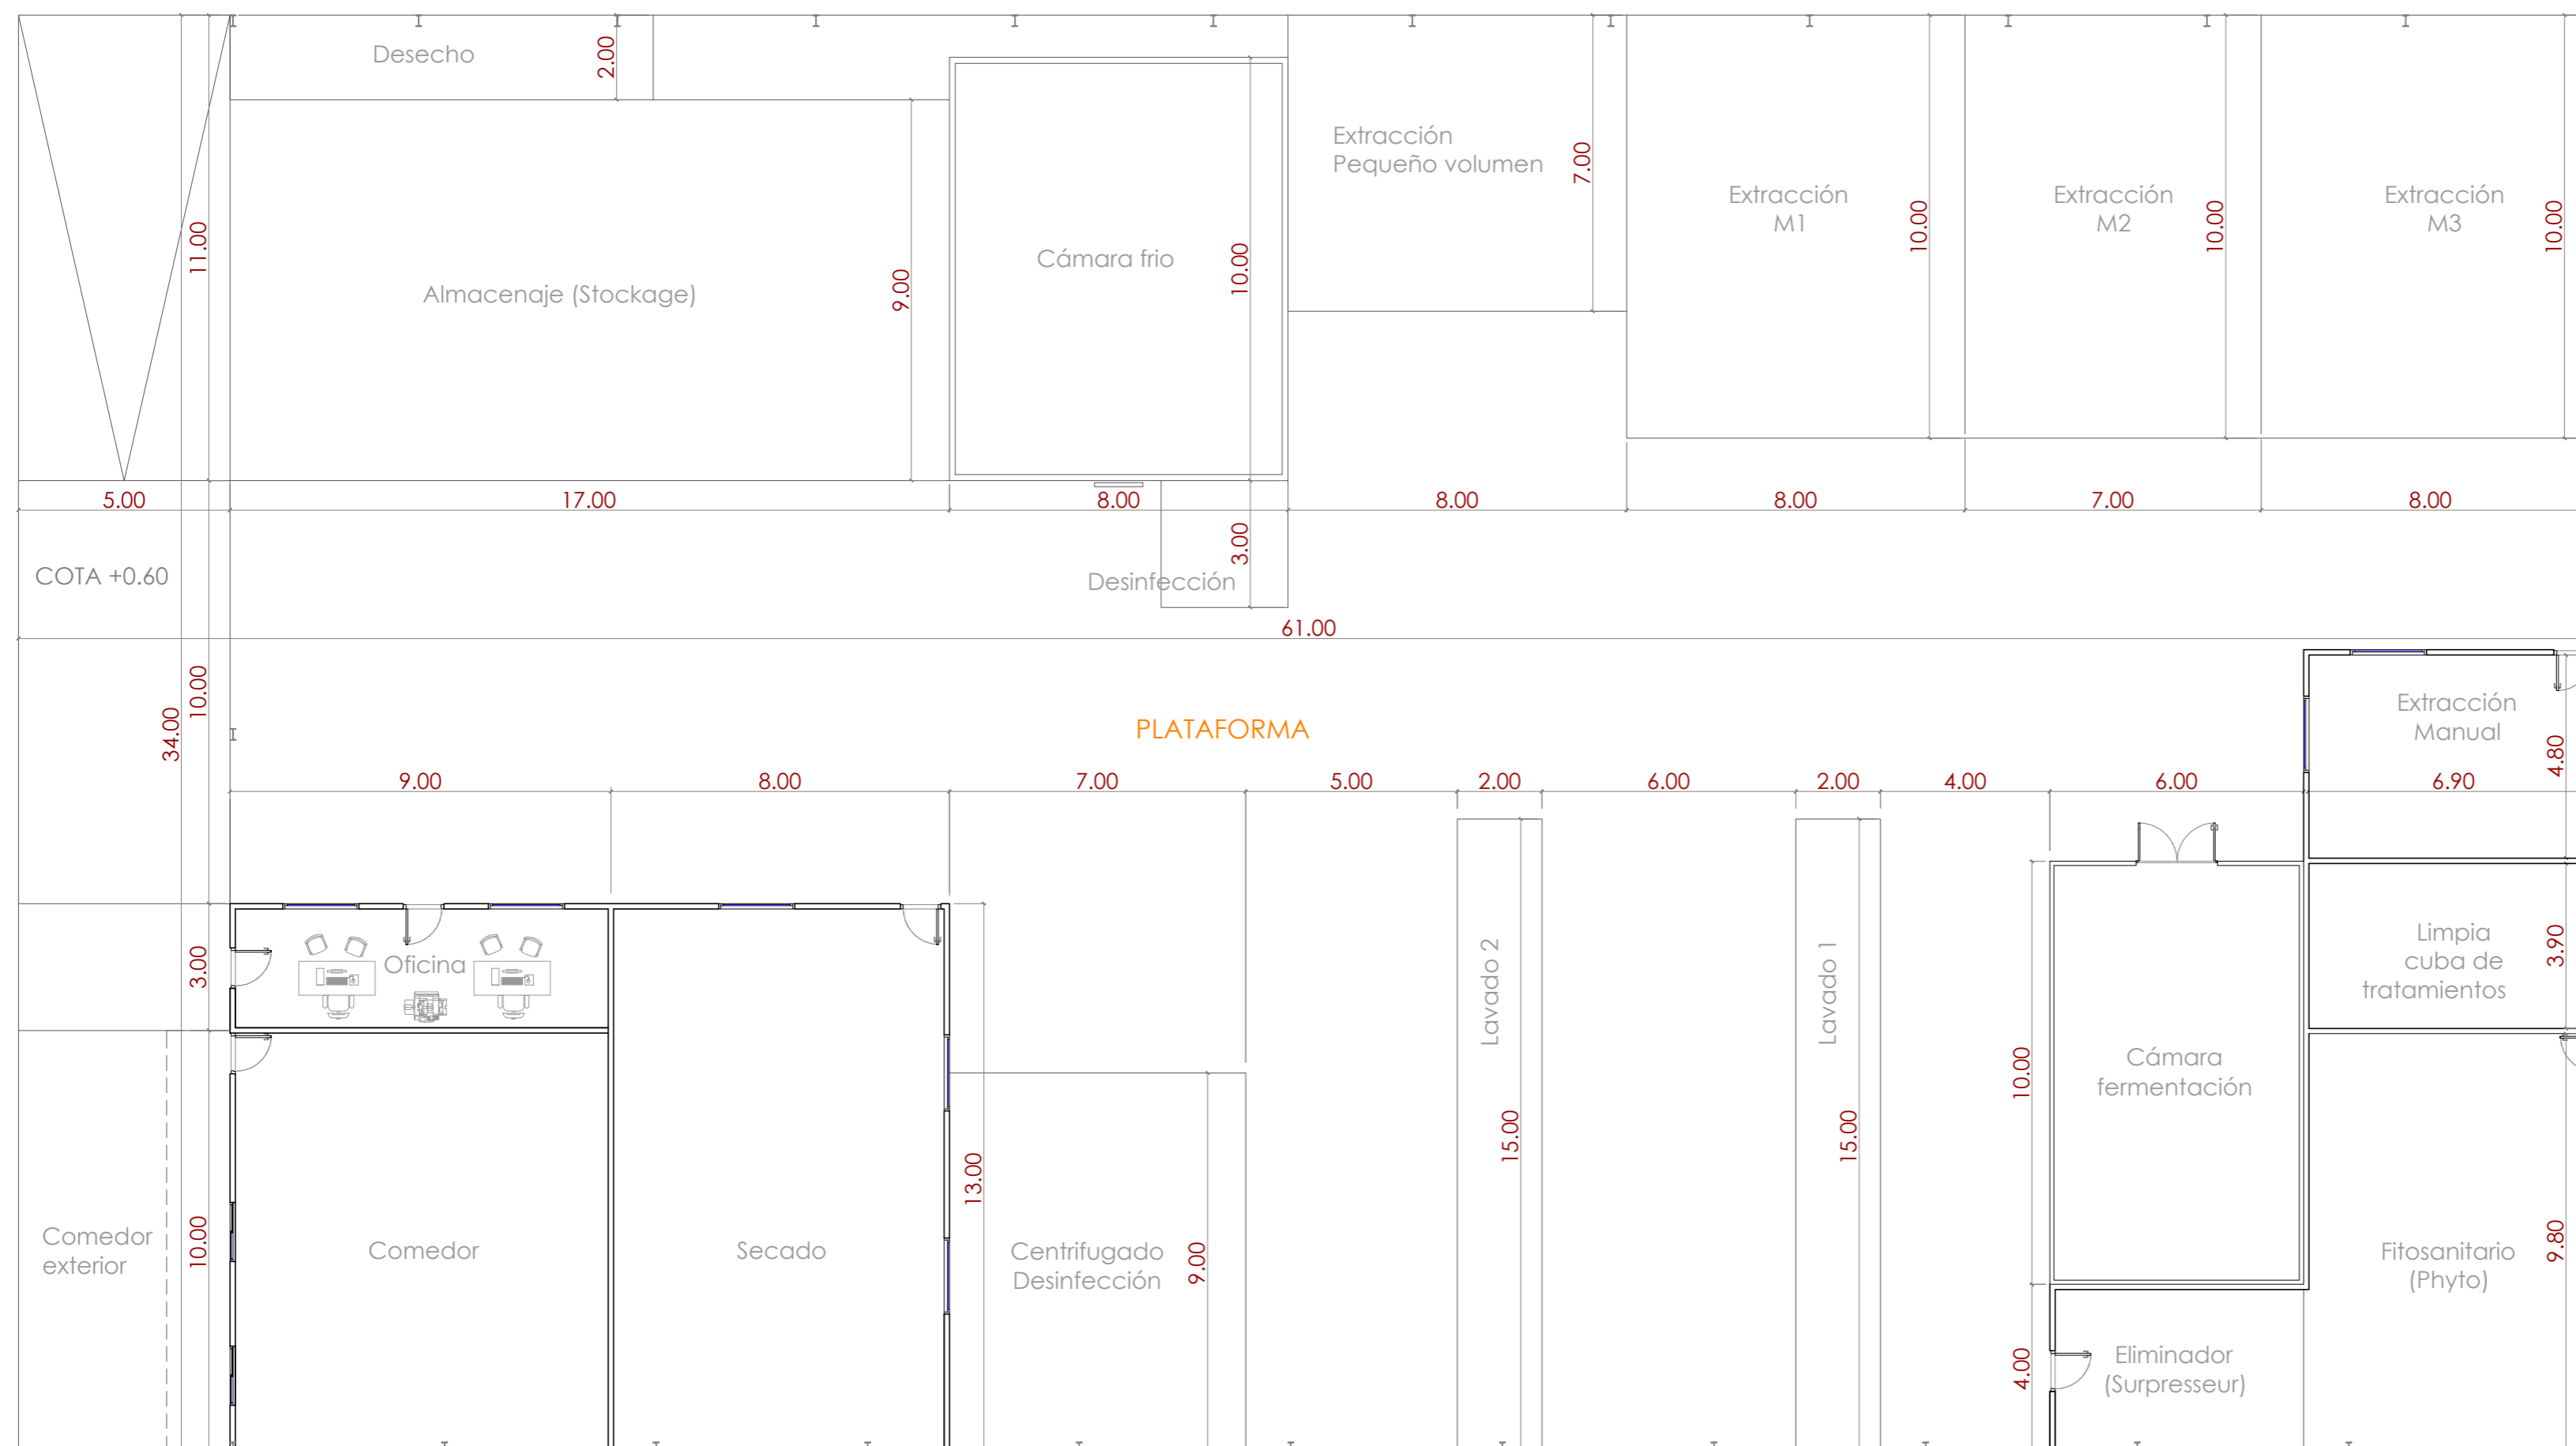 Desecho
2.00
Extracción
Pequeño volumen
7.00
Extracción
M1
10.00
Extracción
M2
10.00
Extracción
M3
10.00
11.00
Almacenaje (Stockage)
9.00
Cámara frio
10.00
5.00
17.00
8.00
8.00
8.00
7.00
8.00
COTA +0.60
Desinfección
3.00
61.00
34.00
10.00
PLATAFORMA
Extracción
Manual
4.80
9.00
8.00
7.00
5.00
2.00
6.00
2.00
4.00
6.00
6.90
3.00
Oficina
Lavado 2
Lavado 1
Limpia
cuba de
tratamientos
3.90
10.00
Cámara
fermentación
15.00
15.00
13.00
Comedor
exterior
10.00
Comedor
Secado
Centrifugado
Desinfección
9.00
Fitosanitario
(Phyto)
9.80
4.00
Eliminador
(Surpresseur)